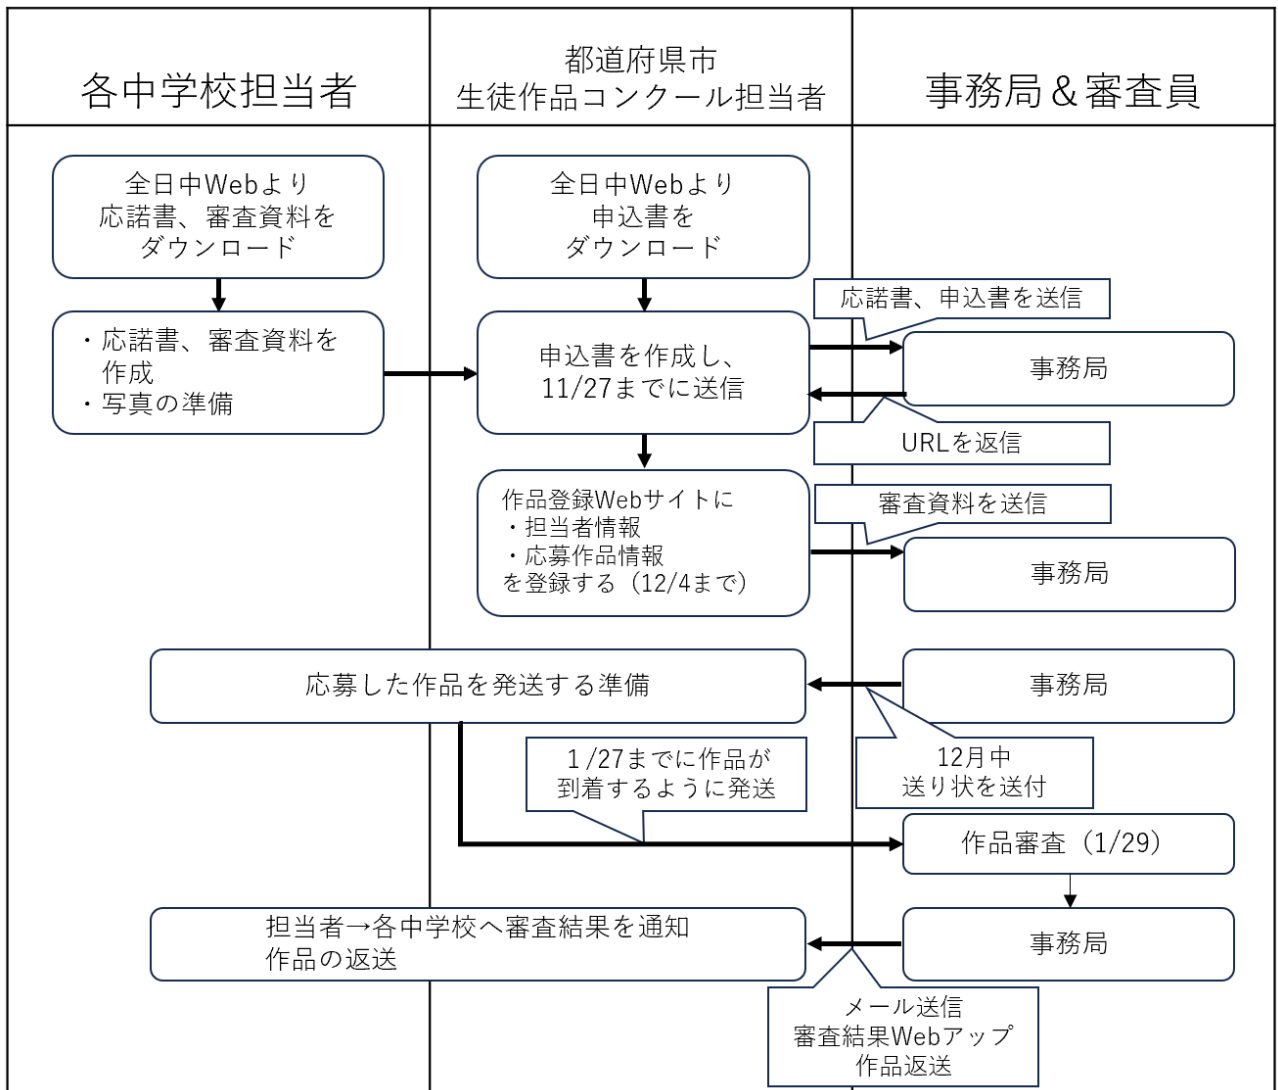 各中学校担当者
都道府県市
生徒作品コンクール担当者
事務局&審査員
全日中Webより
応諾書、審査資料を
ダウンロード
全日中Webより
申込書を
ダウンロード
・応諾書、審査資料を
作成
・写真の準備
申込書を作成し、
11/27までに送信
応諾書、申込書を送信
事務局
URLを返信
作品登録Webサイトに
・担当者情報
・応募作品情報
を登録する（12/4まで）
審査資料を送信
事務局
応募した作品を発送する準備
事務局
12月中
送り状を送付
１/27までに作品が
到着するように発送
作品審査（1/29）
担当者→各中学校へ審査結果を通知
作品の返送
事務局
メール送信
審査結果Webアップ
作品返送